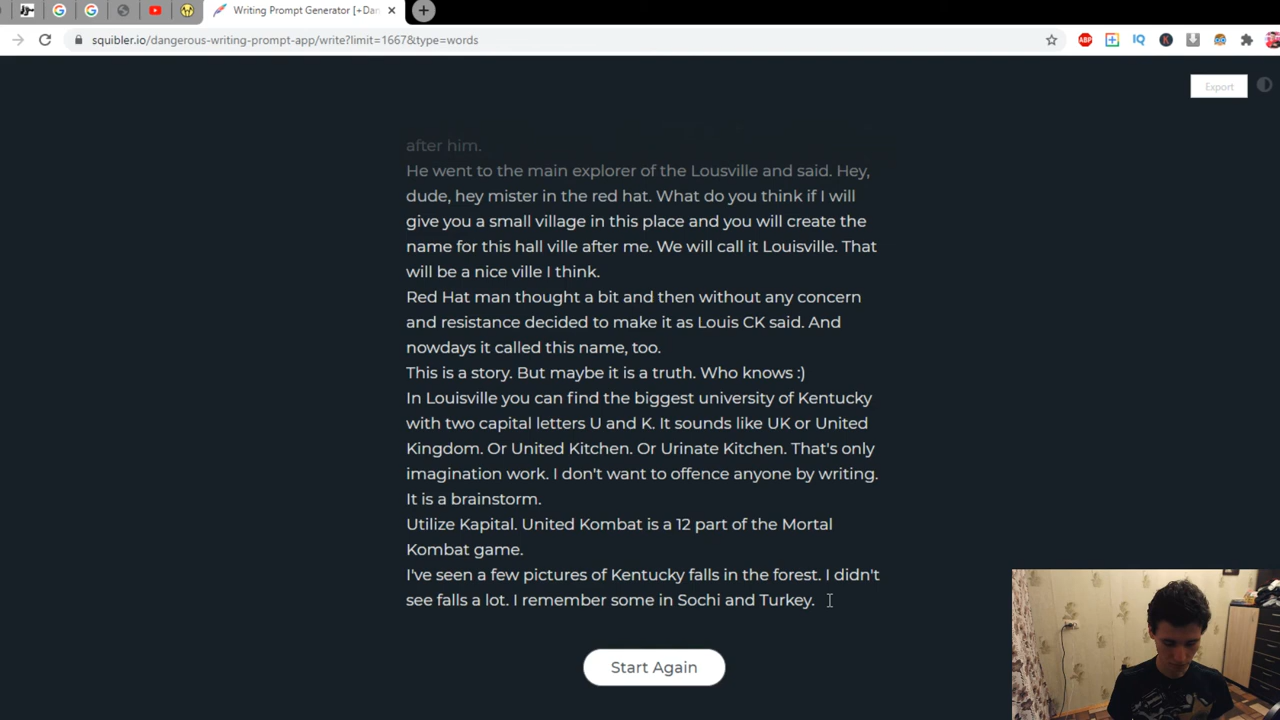 Writing Prompt Generator [+Dan
squibler.io/dangerous-writing-prompt-app/write?limit=1667&type=words
ABP
IQ
K
Export
after him.
He went to the main explorer of the Lousville and said. Hey,
dude, hey mister in the red hat. What do you think if I will
give you a small village in this place and you will create the
name for this hall ville after me. We will call it Louisville. That
will be a nice ville I think.
Red Hat man thought a bit and then without any concern
and resistance decided to make it as Louis CK said. And
nowdays it called this name, too.
This is a story. But maybe it is a truth. Who knows :)
In Louisville you can find the biggest university of Kentucky
with two capital letters U and K. It sounds like UK or United
Kingdom. Or United Kitchen. Or Urinate Kitchen. That's only
imagination work. I don't want to offence anyone by writing.
It is a brainstorm.
Utilize Kapital. United Kombat is a 12 part of the Mortal
Kombat game.
I've seen a few pictures of Kentucky falls in the forest. I didn't
see falls a lot. I remember some in Sochi and Turkey.
Start Again